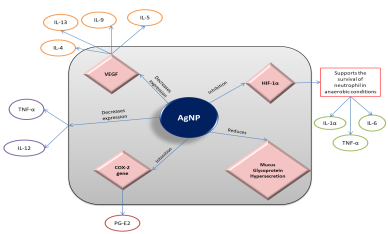 IL-13
IL-9
IL-5
IL-4
VEGF
Decreases
expression
Inhibition
HIF-1α
Supports the
survival of
neutrophil in
anaerobic conditions
TNF-α
Decreases
expression
AgNP
IL-1α
IL-6
TNF-α
Reduces
IL-12
COX-2
gene
Mucus
Glycoprotein
Hypersecretion
PG-E2